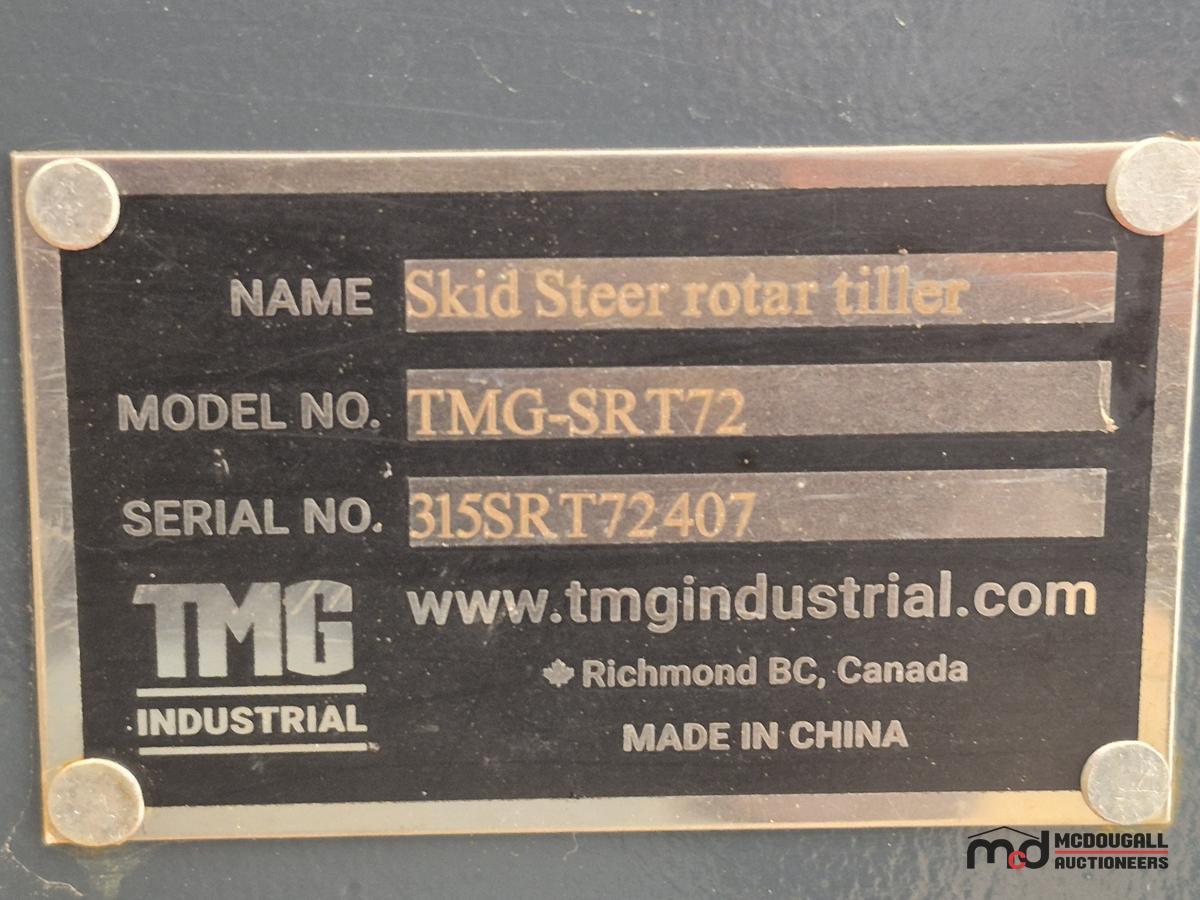 NAME Skid Steer rotar tiller
MODEL NO. TMG-SRT72
SERIAL NO. 315SRT72407
TMG
INDUSTRIAL
www.tmgindustrial.com
Richmond BC, Canada
MADE IN CHINA
mcd MCDOUGALL
AUCTIONEERS